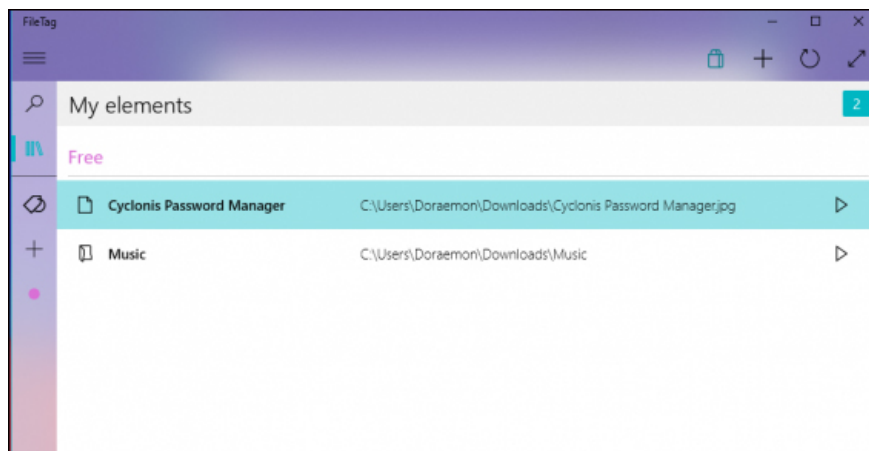 FileTag
My elements
2
Free
Cyclonis Password Manager C:\Users\Doraemon\Downloads\Cyclonis Password Manager.jpg
Music C:\Users\Doraemon\Downloads\Music